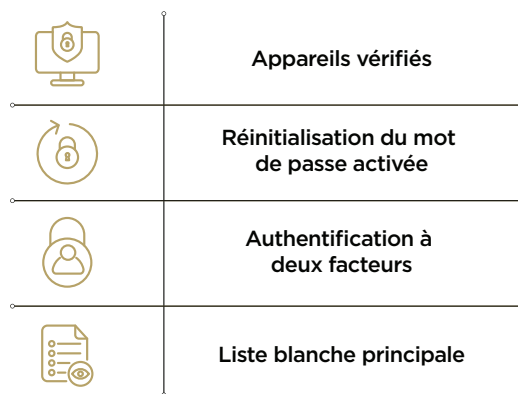 Appareils vérifiés
Réinitialisation du mot
de passe activée
Authentification à
deux facteurs
Liste blanche principale